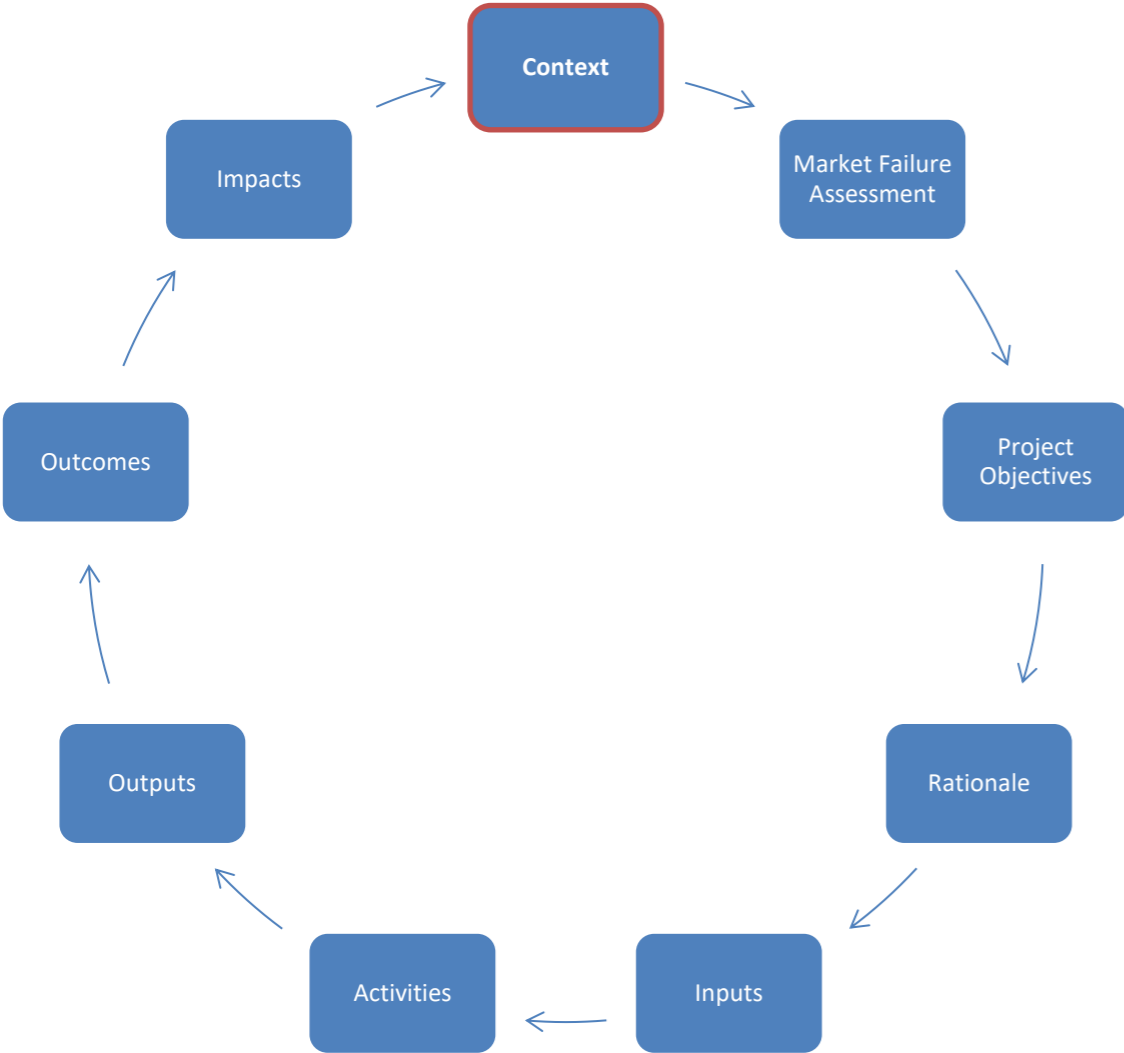 Context
Market Failure
Assessment
Project
Objectives
Rationale
Inputs
Activities
Outputs
Outcomes
Impacts